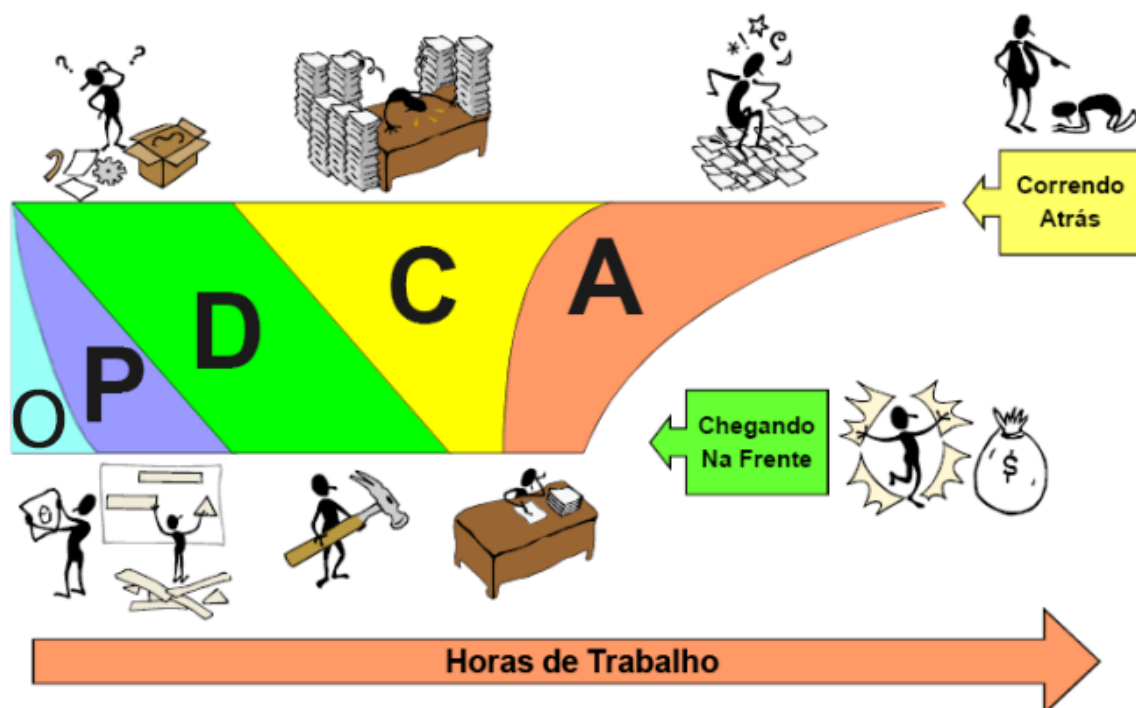 ? ?
*!
Correndo
Atrás
O P D C A
Chegando
Na Frente
$
Horas de Trabalho